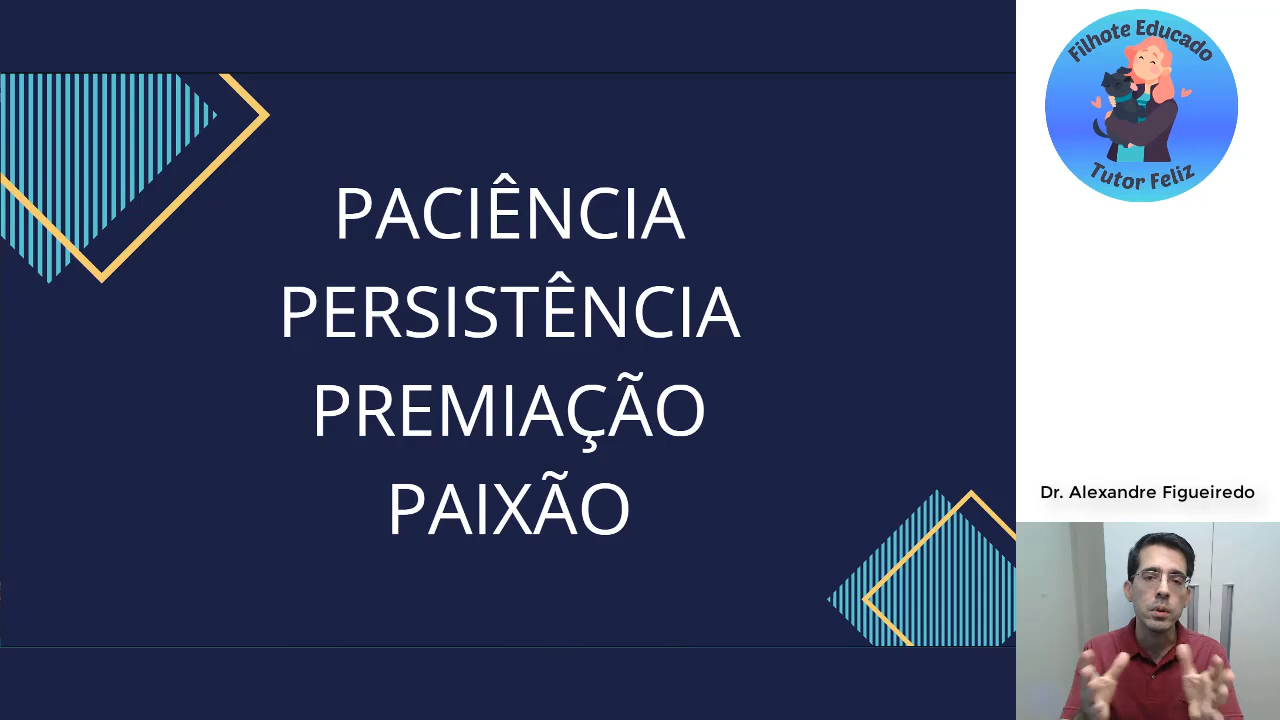 PACIÊNCIA
PERSISTÊNCIA
PREMIAÇÃO
PAIXÃO
Filhote Educado
Tutor Feliz
Dr. Alexandre Figueiredo